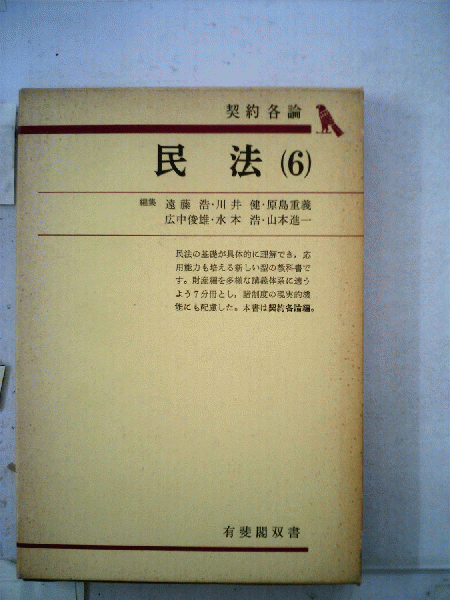 契約各論
民法(6)
編集 遠藤 浩・川井 健・原島重義
広中俊雄・水本 浩・山本進一
民法の基礎が具体的に理解でき，応
用能力も培える新しい型の教科書で
す。財産編を多様な講義体系に適う
よう7分冊とし，諸制度の現実的機
能にも配慮した。本書は契約各論編。
有斐閣双書